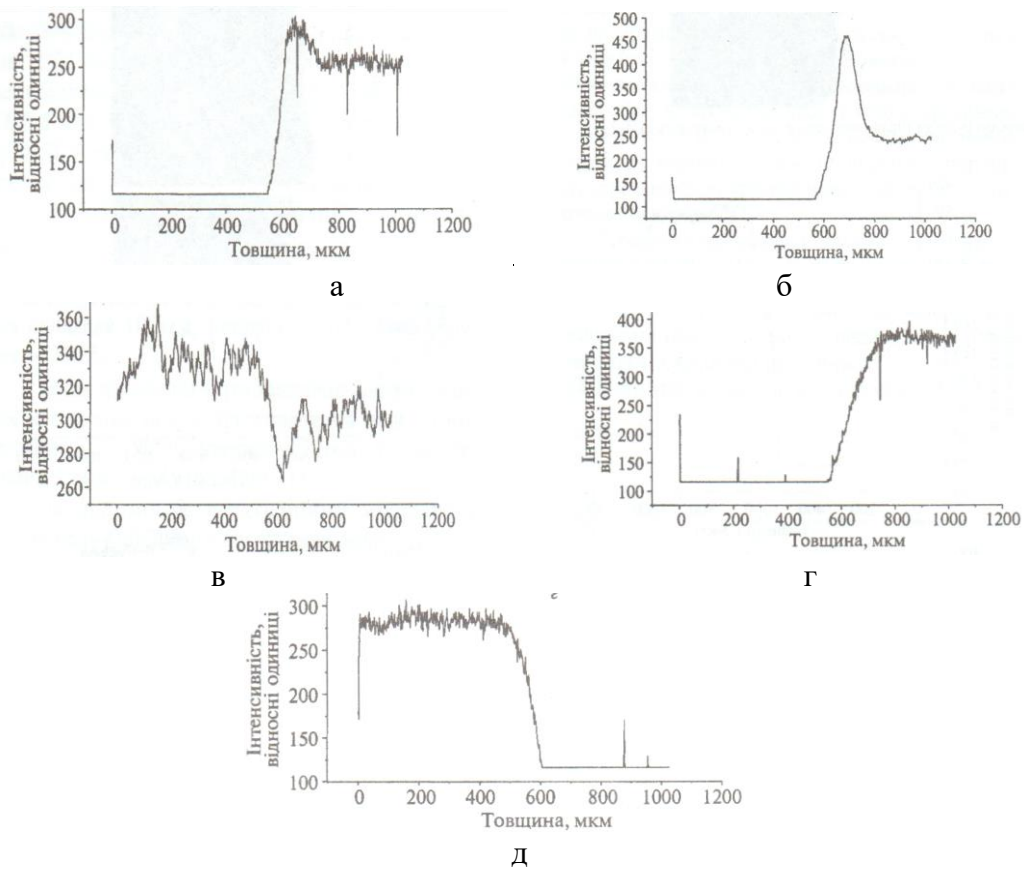 300
250
200
150
100
Інтенсивність,
відносні одиниці
0 200 400 600 800 1000 1200
Товщина, мкм
а
500
450
400
350
300
250
200
150
100
Інтенсивність,
відносні одиниці
0 200 400 600 800 1000 1200
Товщина, мкм
б
360
340
320
300
280
260
Інтенсивність,
відносні одиниці
0 200 400 600 800 1000 1200
Товщина, мкм
в
400
350
300
250
200
150
100
Інтенсивність,
відносні одиниці
0 200 400 600 800 1000 1200
Товщина, мкм
г
300
250
200
150
100
Інтенсивність,
відносні одиниці
0 200 400 600 800 1000 1200
Товщина, мкм
д